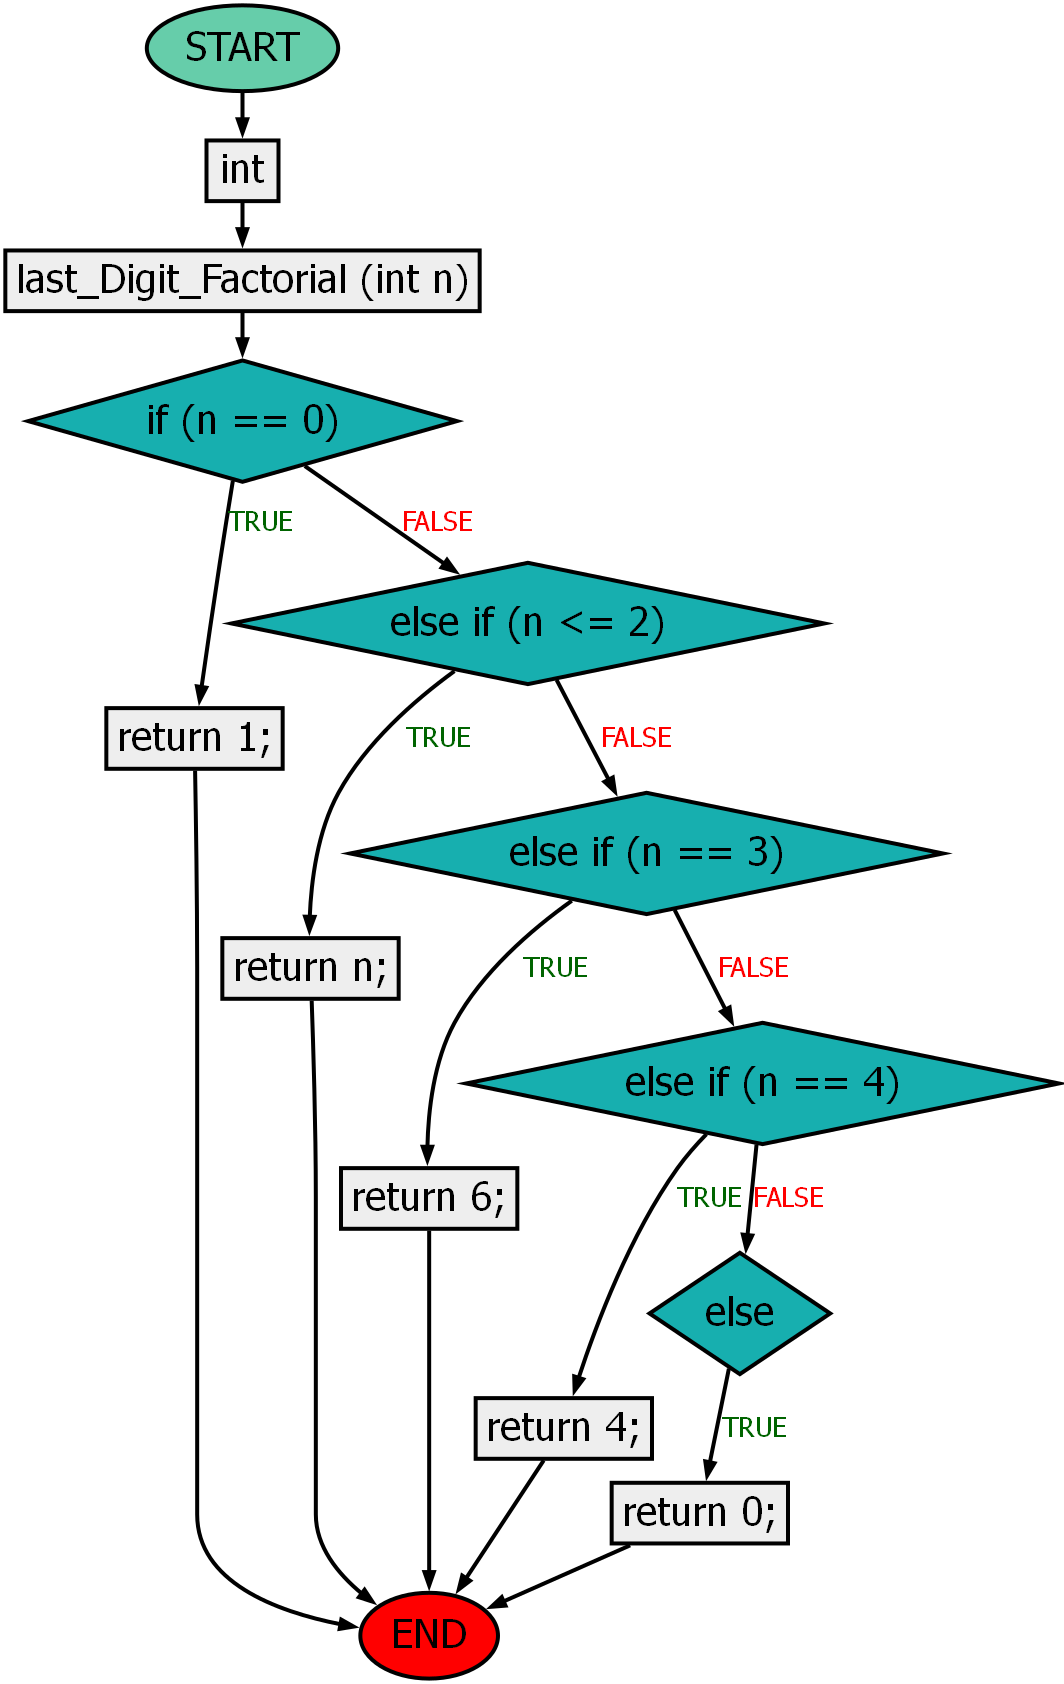 START
int
last_Digit_Factorial (int n)
if (n == 0)
TRUE
FALSE
else if (n <= 2)
return 1;
TRUE
FALSE
else if (n == 3)
return n;
TRUE
FALSE
else if (n == 4)
return 6;
TRUE
FALSE
else
return 4;
TRUE
return 0;
END